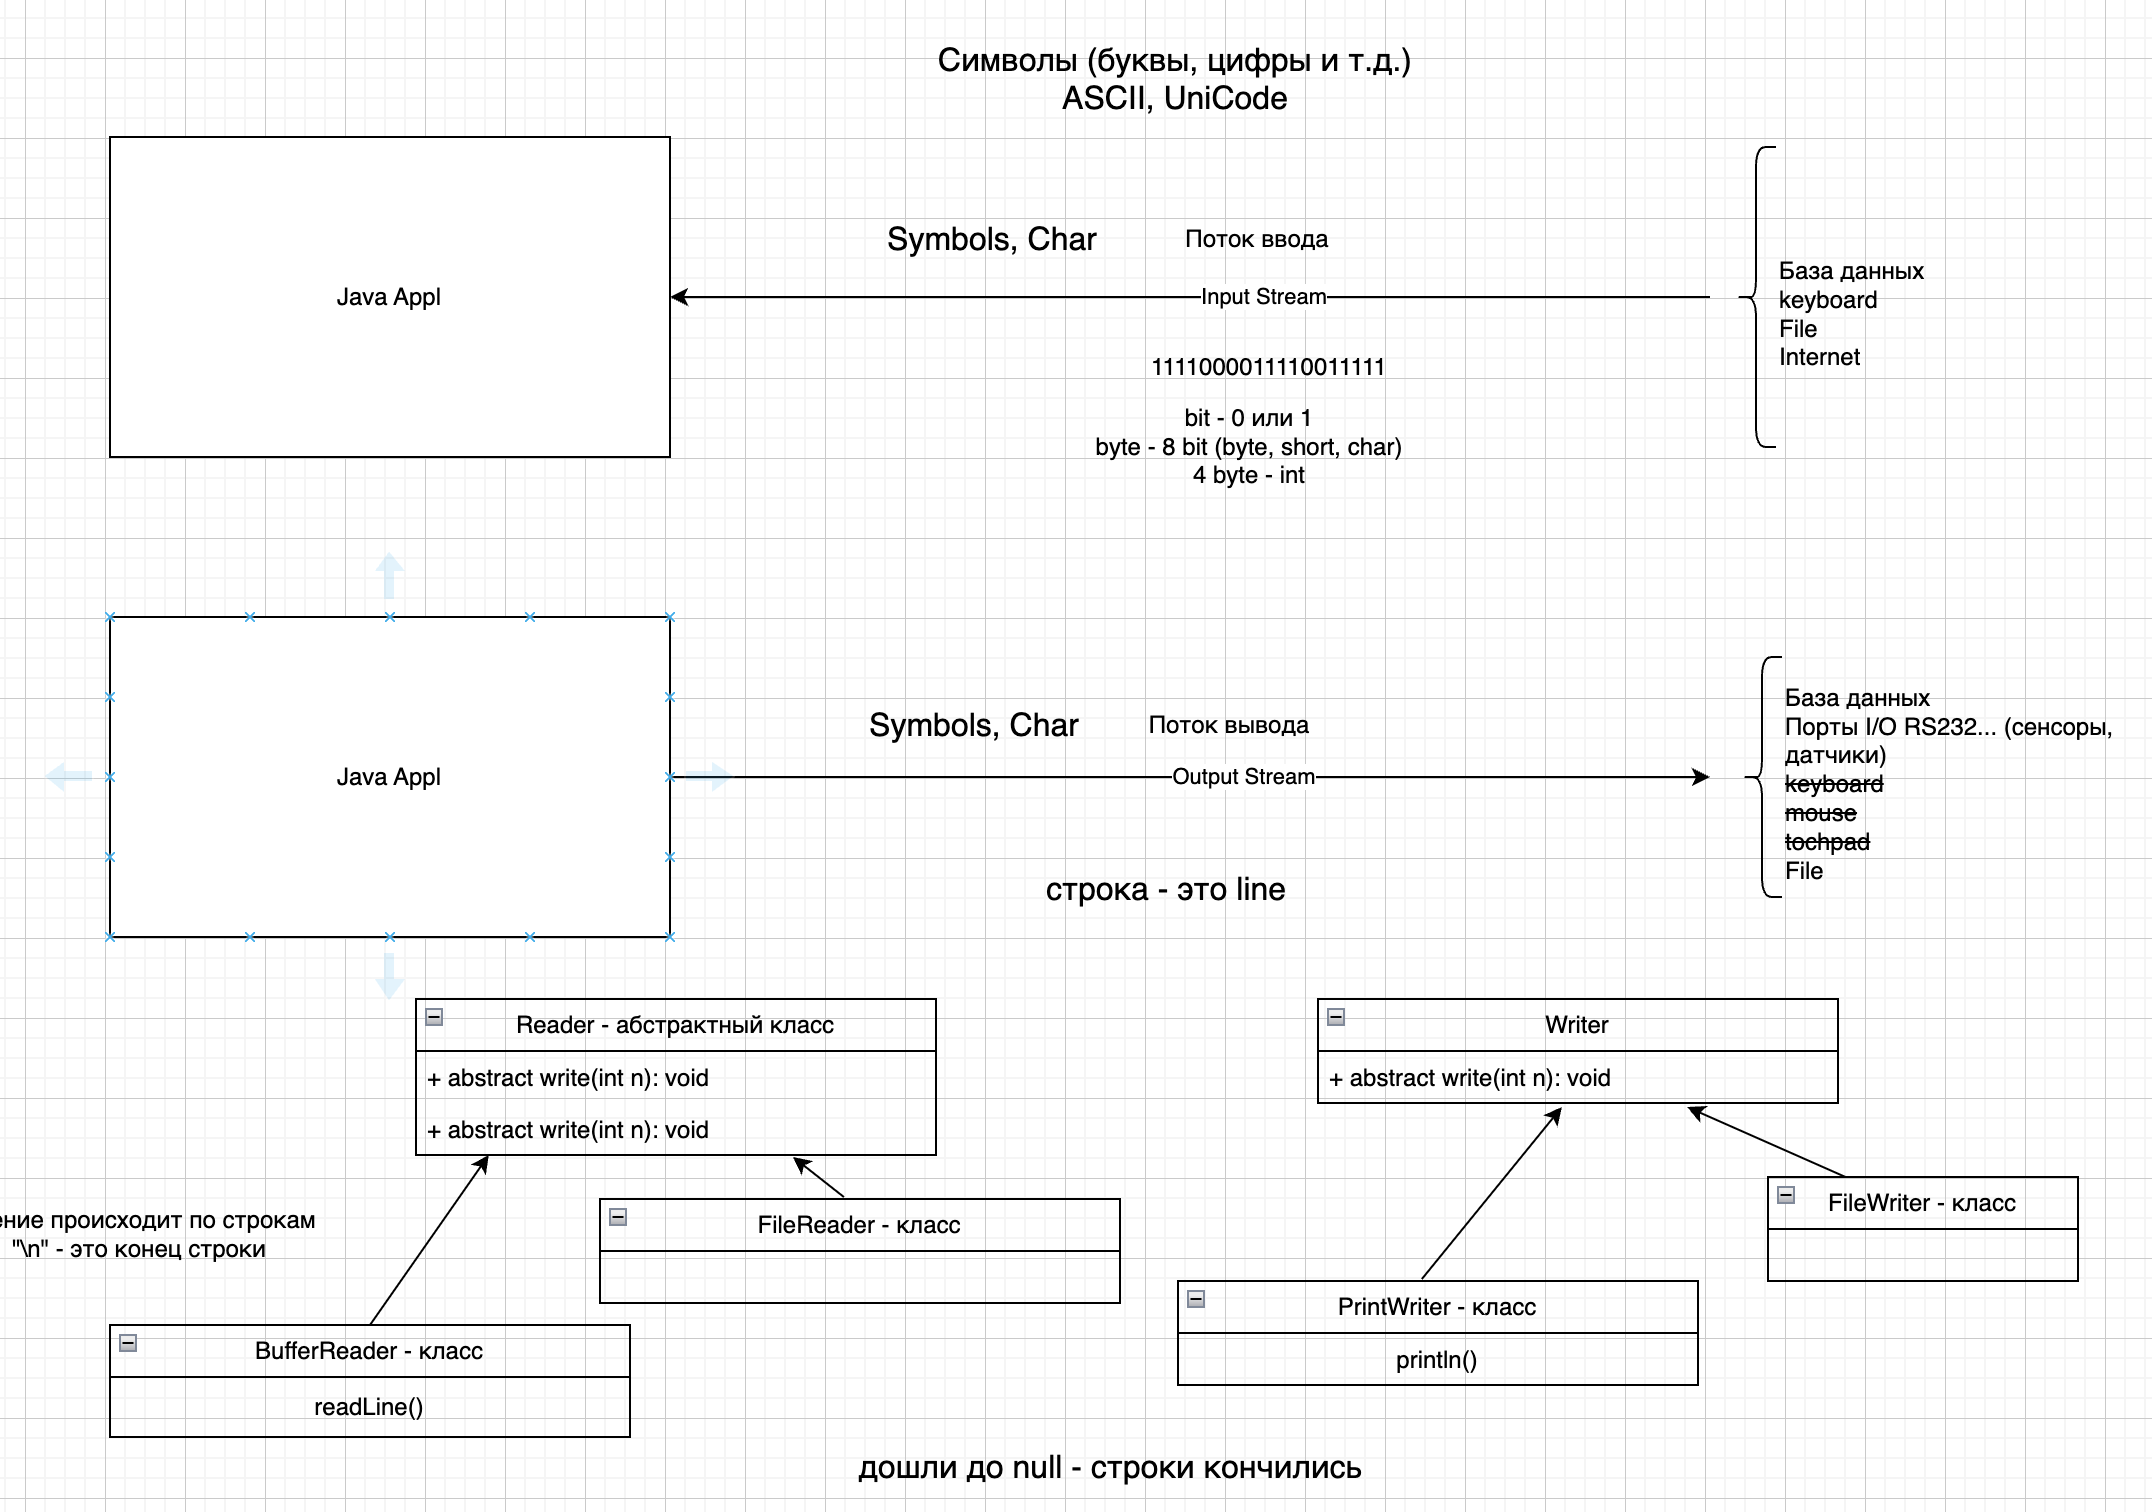 Символы (буквы, цифры и т.д.)
ASCII, UniCode
Symbols, Char
Поток ввода
Java Appl
Input Stream
База данных
keyboard
File
Internet
1111000011110011111
bit - 0 или 1
byte - 8 bit (byte, short, char)
4 byte - int
Symbols, Char
Поток вывода
Java Appl
Output Stream
База данных
Порты I/O RS232... (сенсоры,
датчики)
keyboard
mouse
tochpad
File
строка - это line
Reader - абстрактный класс
+ abstract write(int n): void
+ abstract write(int n): void
Writer
+ abstract write(int n): void
происходит по строкам
"\n" - это конец строки
FileReader - класс
FileWriter - класс
BufferReader - класс
readLine()
PrintWriter - класс
println()
дошли до null - строки кончились